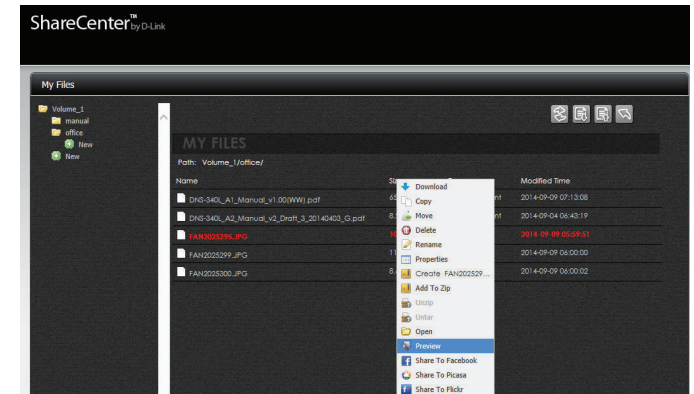 ShareCenter™ by D-Link
My Files
Volume_1
manual
office
New
New
MY FILES
Path: Volume_1/office/
Name
Modified Time
DNS-340L_A1_Manual_v1.00(WW).pdf
2014-09-09 07:13:08
DNS-340L_A2_Manual_v2_Draft_3_20140403_G.pdf
2014-09-04 06:43:19
FAN2025295.JPG
2014-09-09 05:59:51
FAN2025299.JPG
2014-09-09 06:00:00
FAN2025300.JPG
2014-09-09 06:00:02
Download
Copy
Move
Delete
Rename
Properties
Create FAN202529...
Add To Zip
Unzip
Untar
Open
Preview
Share To Facebook
Share To Picasa
Share To Flickr